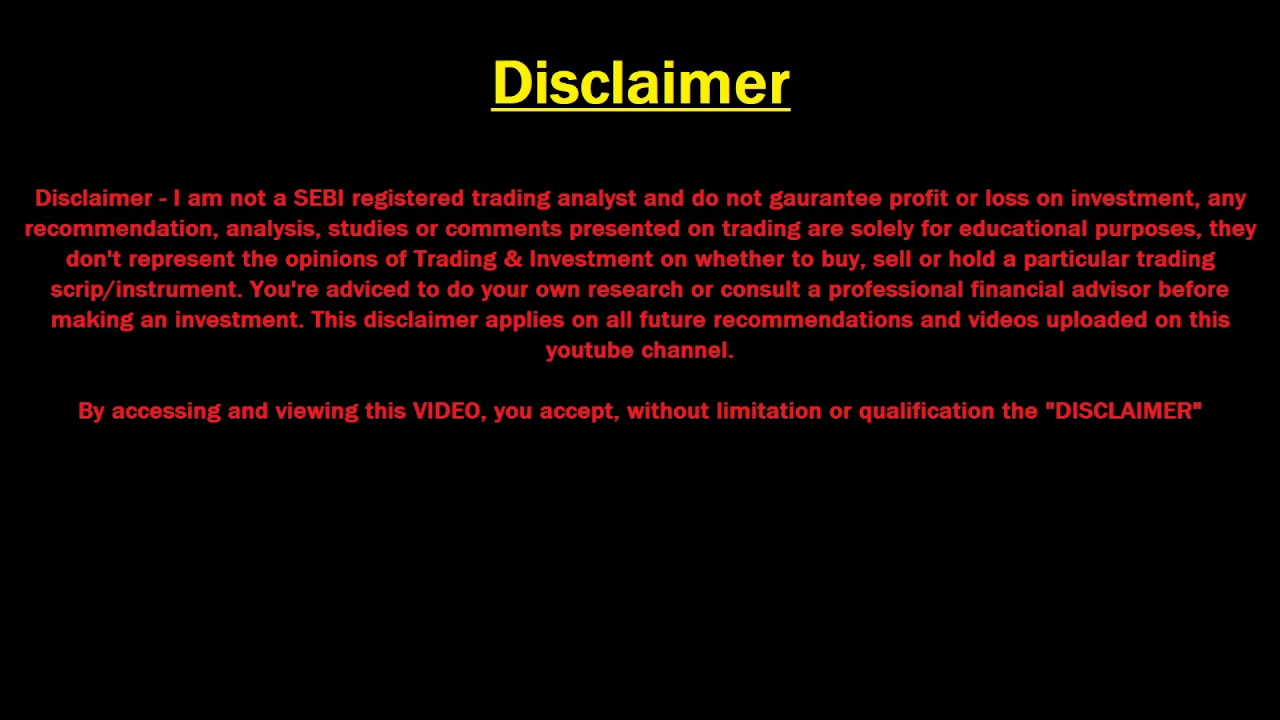 Disclaimer
Disclaimer - I am not a SEBI registered trading analyst and do not gaurantee profit or loss on investment, any
recommendation, analysis, studies or comments presented on trading are solely for educational purposes, they
don't represent the opinions of Trading & Investment on whether to buy, sell or hold a particular trading
scrip/instrument. You're adviced to do your own research or consult a professional financial advisor before
making an investment. This disclaimer applies on all future recommendations and videos uploaded on this
youtube channel.
By accessing and viewing this VIDEO, you accept, without limitation or qualification the "DISCLAIMER"